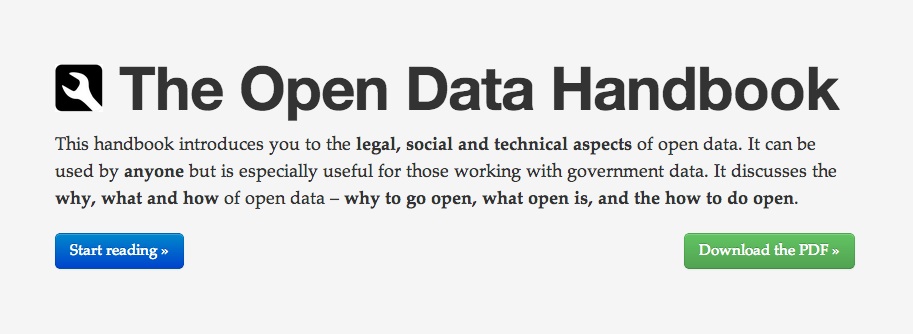 The Open Data Handbook
This handbook introduces you to the legal, social and technical aspects of open data. It can be
used by anyone but is especially useful for those working with government data. It discusses the
why, what and how of open data – why to go open, what open is, and the how to do open.
Start reading »
Download the PDF »